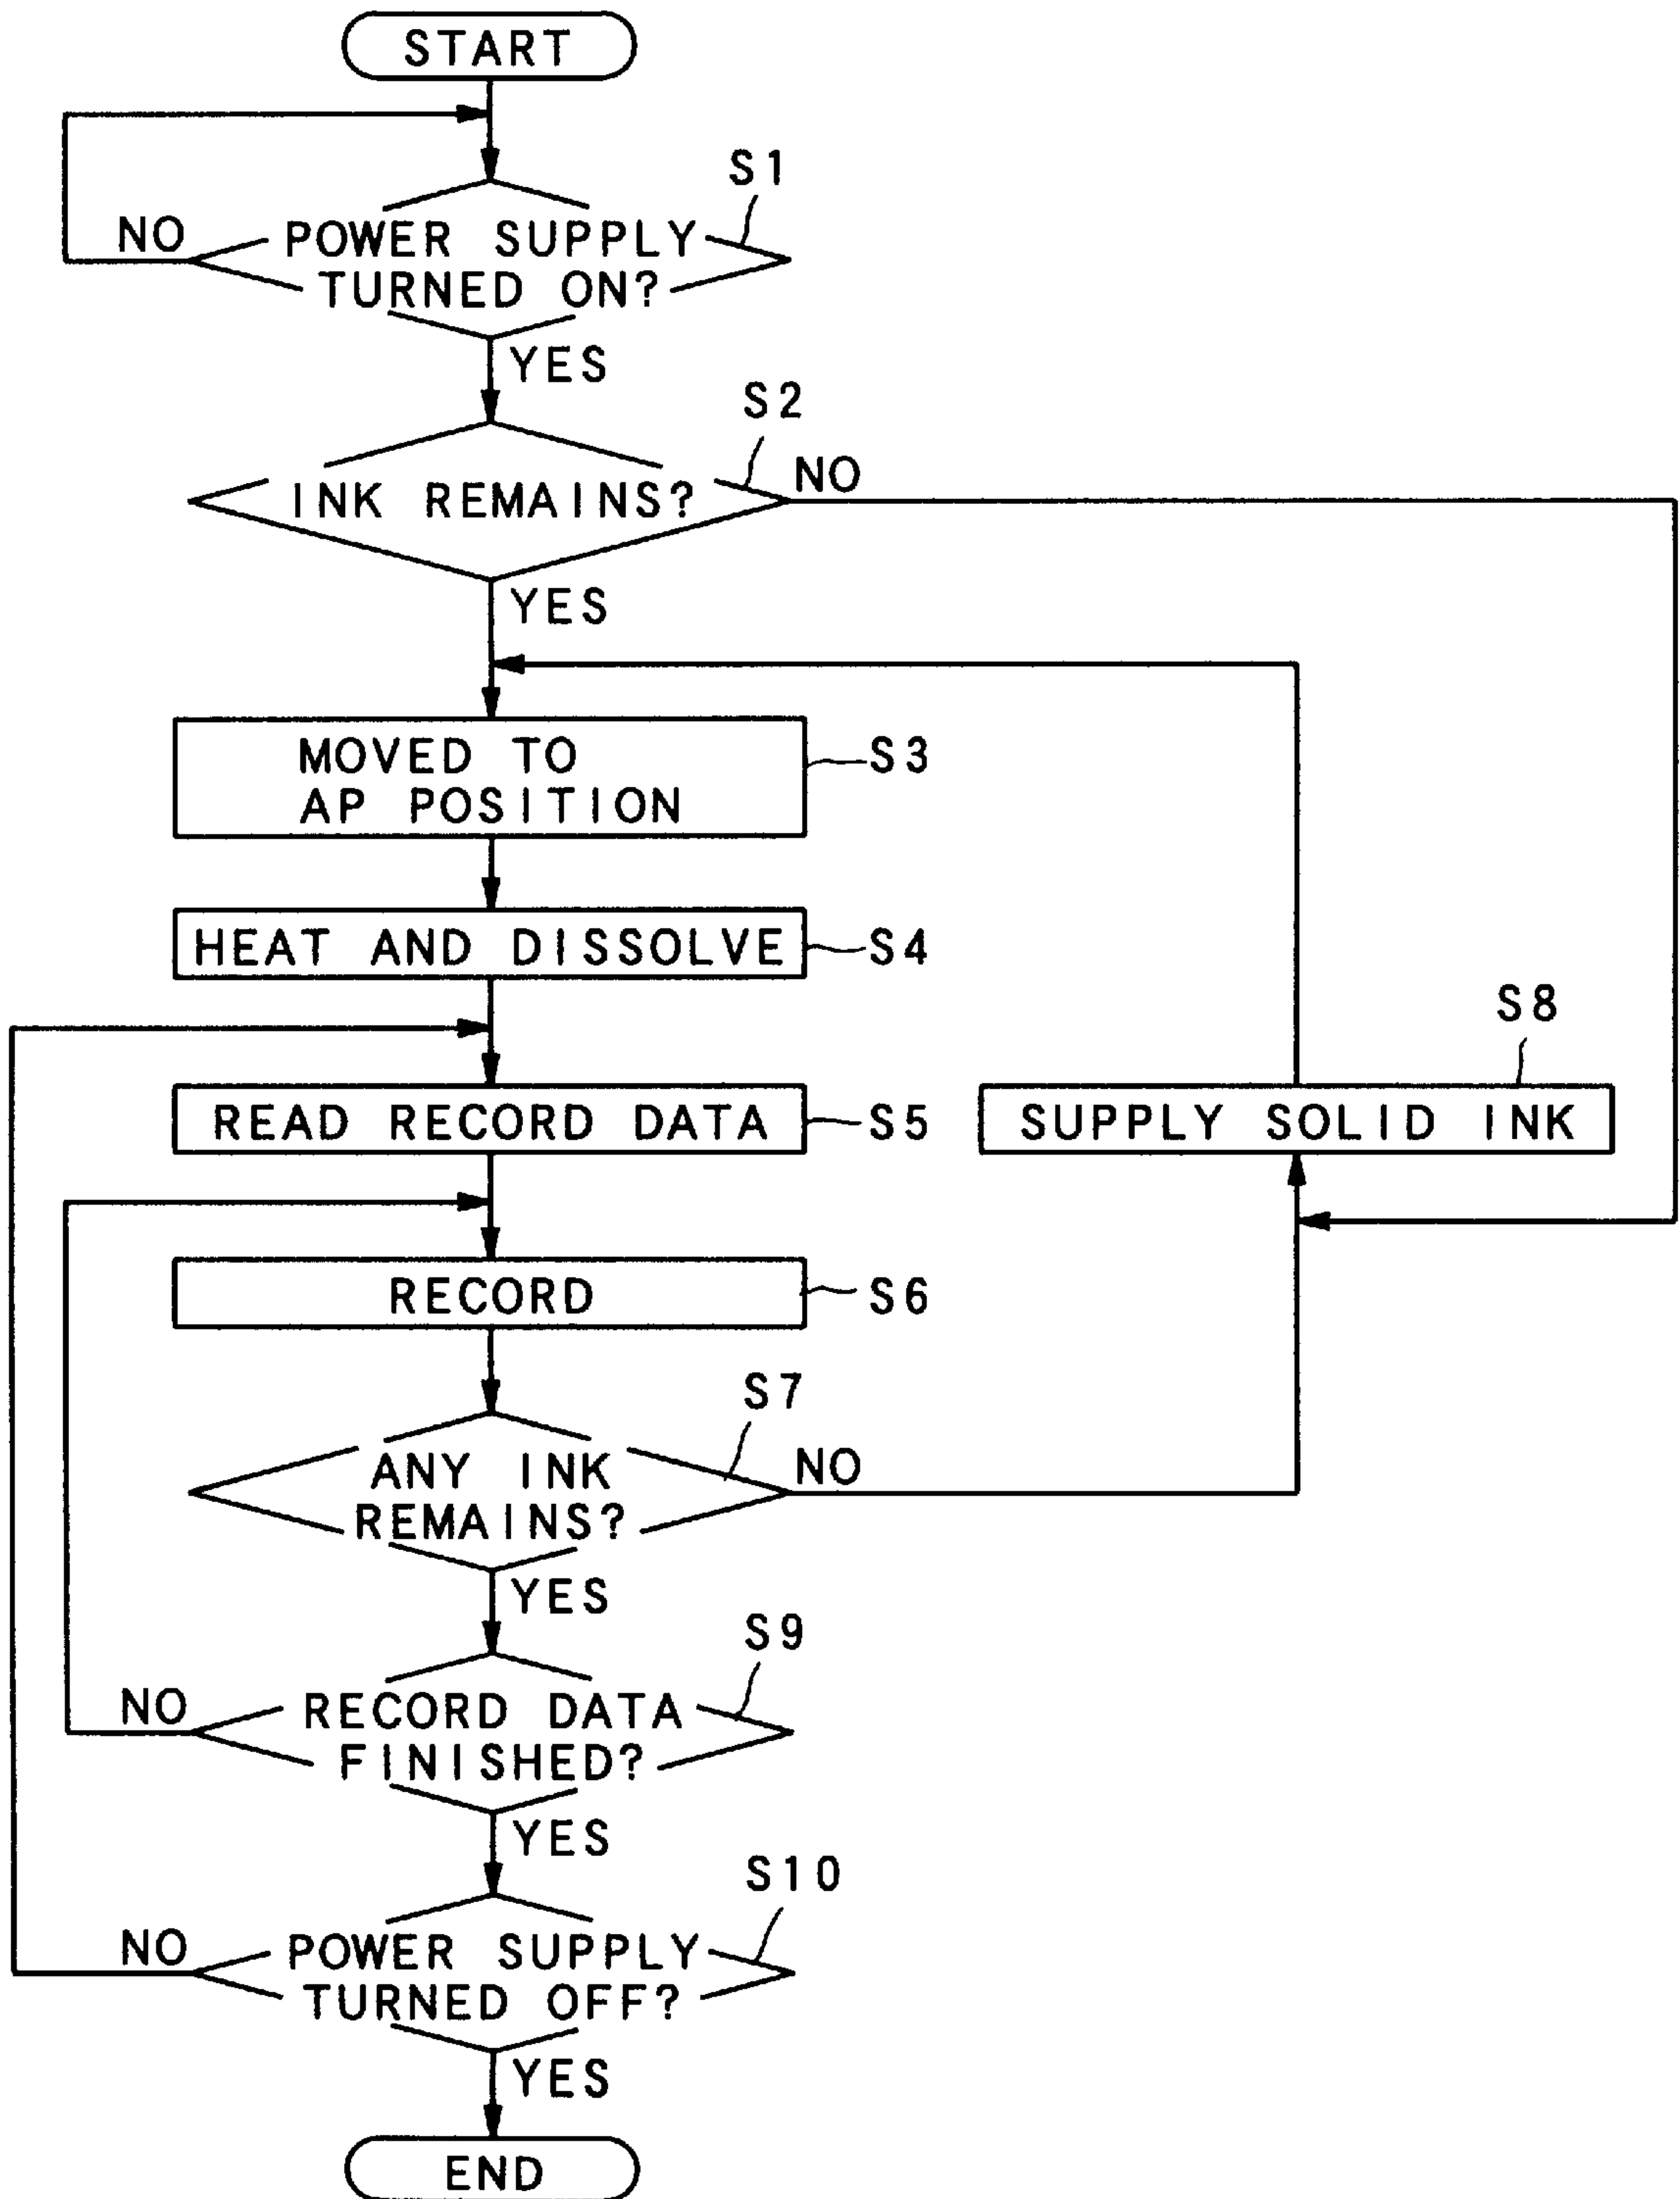 START
S1
NO
POWER SUPPLY
TURNED ON?
YES
S2
NO
INK REMAINS?
YES
MOVED TO
AP POSITION
S3
HEAT AND DISSOLVE
S4
S8
READ RECORD DATA
S5
SUPPLY SOLID INK
RECORD
S6
S7
ANY INK
REMAINS?
NO
YES
S9
NO
RECORD DATA
FINISHED?
YES
S10
NO
POWER SUPPLY
TURNED OFF?
YES
END